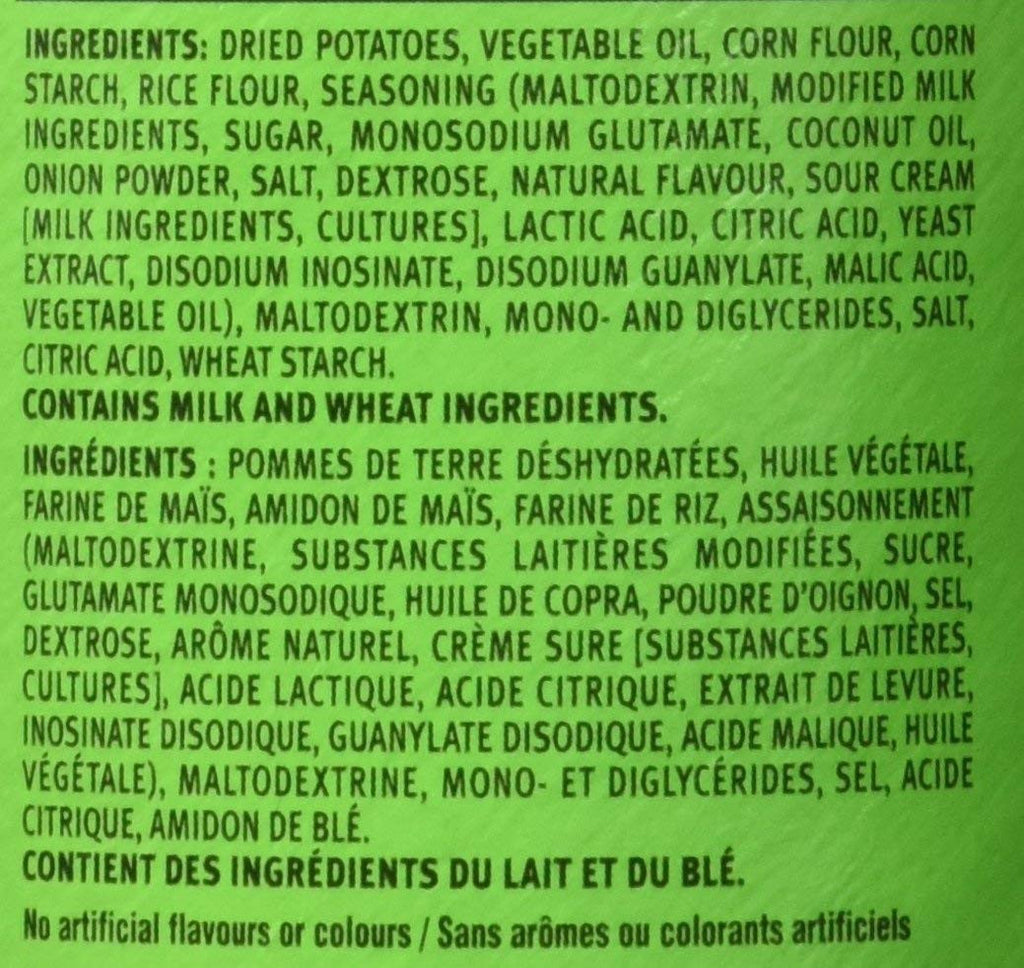 INGREDIENTS: DRIED POTATOES, VEGETABLE OIL, CORN FLOUR, CORN
STARCH, RICE FLOUR, SEASONING (MALTODEXTRIN, MODIFIED MILK
INGREDIENTS, SUGAR, MONOSODIUM GLUTAMATE, COCONUT OIL,
ONION POWDER, SALT, DEXTROSE, NATURAL FLAVOUR, SOUR CREAM
[MILK INGREDIENTS, CULTURES], LACTIC ACID, CITRIC ACID, YEAST
EXTRACT, DISODIUM INOSINATE, DISODIUM GUANYLATE, MALIC ACID,
VEGETABLE OIL), MALTODEXTRIN, MONO- AND DIGLYCERIDES, SALT,
CITRIC ACID, WHEAT STARCH.
CONTAINS MILK AND WHEAT INGREDIENTS.
INGRÉDIENTS : POMMES DE TERRE DÉSHYDRATÉES, HUILE VÉGÉTALE,
FARINE DE MAÏS, AMIDON DE MAÏS, FARINE DE RIZ, ASSAISONNEMENT
(MALTODEXTRINE, SUBSTANCES LAITIÈRES MODIFIÉES, SUCRE,
GLUTAMATE MONOSODIQUE, HUILE DE COPRA, POUDRE D'OIGNON, SEL,
DEXTROSE, ARÔME NATUREL, CRÈME SURE [SUBSTANCES LAITIÈRES,
CULTURES], ACIDE LACTIQUE, ACIDE CITRIQUE, EXTRAIT DE LEVURE,
INOSINATE DISODIQUE, GUANYLATE DISODIQUE, ACIDE MALIQUE, HUILE
VÉGÉTALE), MALTODEXTRINE, MONO- ET DIGLYCÉRIDES, SEL, ACIDE
CITRIQUE, AMIDON DE BLÉ.
CONTIENT DES INGRÉDIENTS DU LAIT ET DU BLÉ.
No artificial flavours or colours / Sans arômes ou colorants artificiels